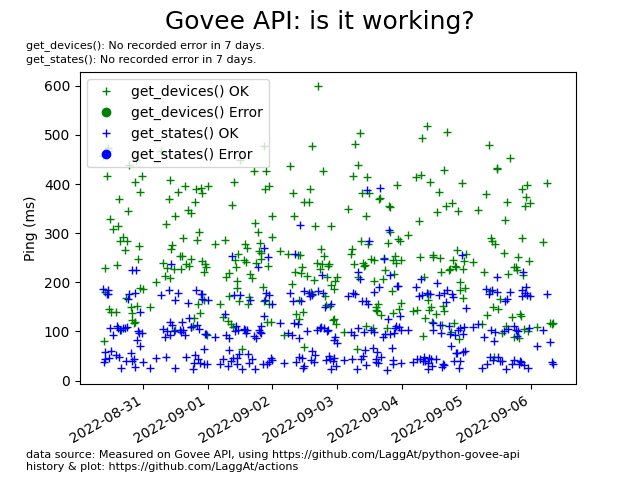 Govee API: is it working?
get_devices(): No recorded error in 7 days.
get_states(): No recorded error in 7 days.
get_devices() OK
get_devices() Error
get_states() OK
get_states() Error
Ping (ms)
600
500
400
300
200
100
0
2022-08-31
2022-09-01
2022-09-02
2022-09-03
2022-09-04
2022-09-05
2022-09-06
data source: Measured on Govee API, using https://github.com/LaggAt/python-govee-api
history & plot: https://github.com/LaggAt/actions